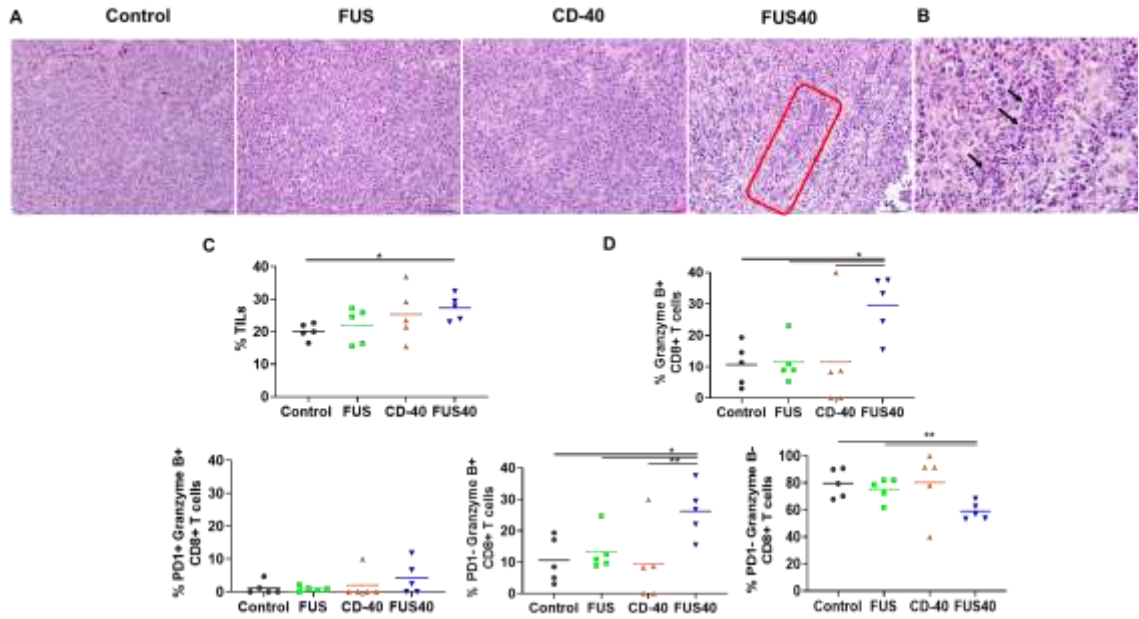 A Control FUS CD-40 FUS40 B
C
D
*
40
30
20
10
0
% TILs
Control FUS CD-40 FUS40
*
40
30
20
10
0
% Granzyme B+
CD8+ T cells
Control FUS CD-40 FUS40
40
30
20
10
0
% PD1+ Granzyme B+
CD8+ T cells
Control FUS CD-40 FUS40
*
**
40
30
20
10
0
% PD1- Granzyme B+
CD8+ T cells
Control FUS CD-40 FUS40
**
100
80
60
40
20
0
% PD1- Granzyme B-
CD8+ T cells
Control FUS CD-40 FUS40